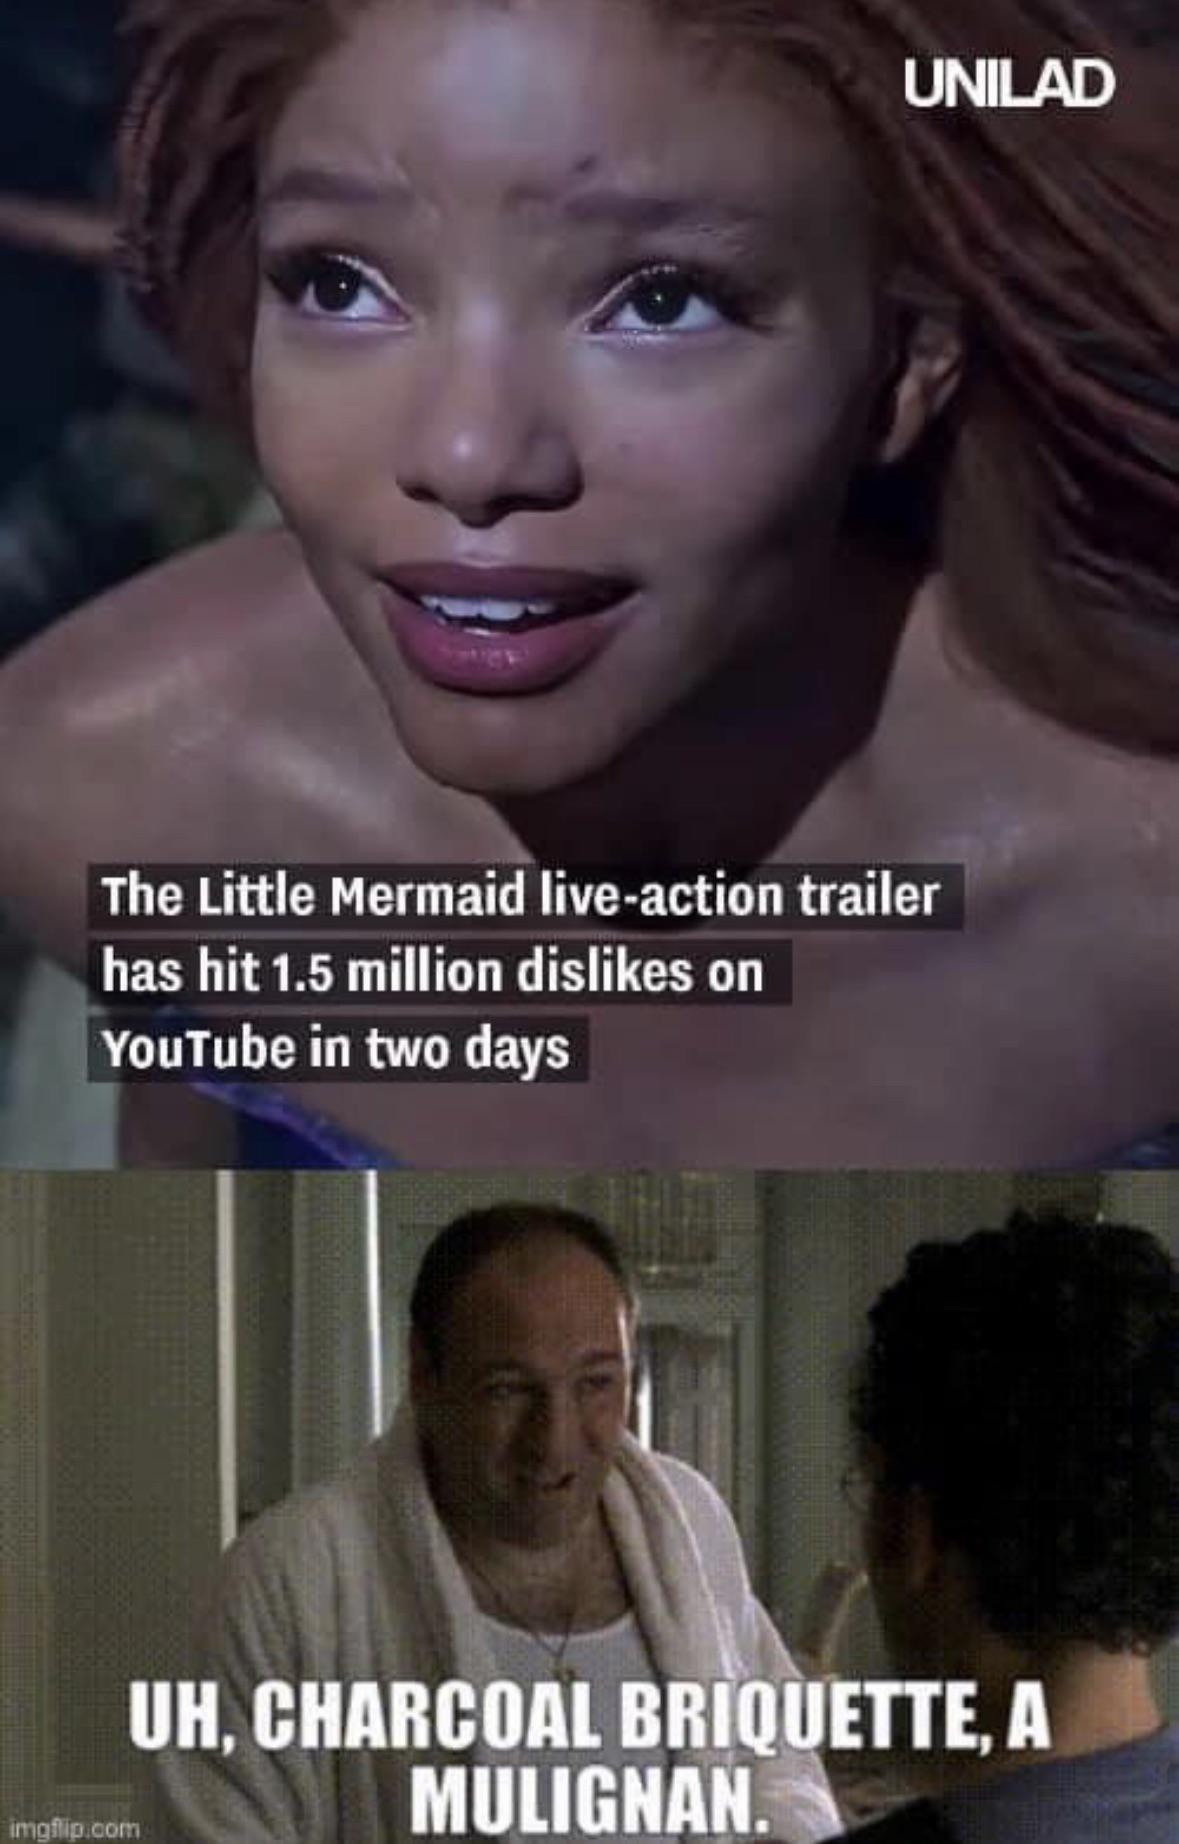 UNILAD
The Little Mermaid live-action trailer
has hit 1.5 million dislikes on
YouTube in two days
UH, CHARCOAL BRIQUETTE, A
MULIGNAN.
imgflip.com